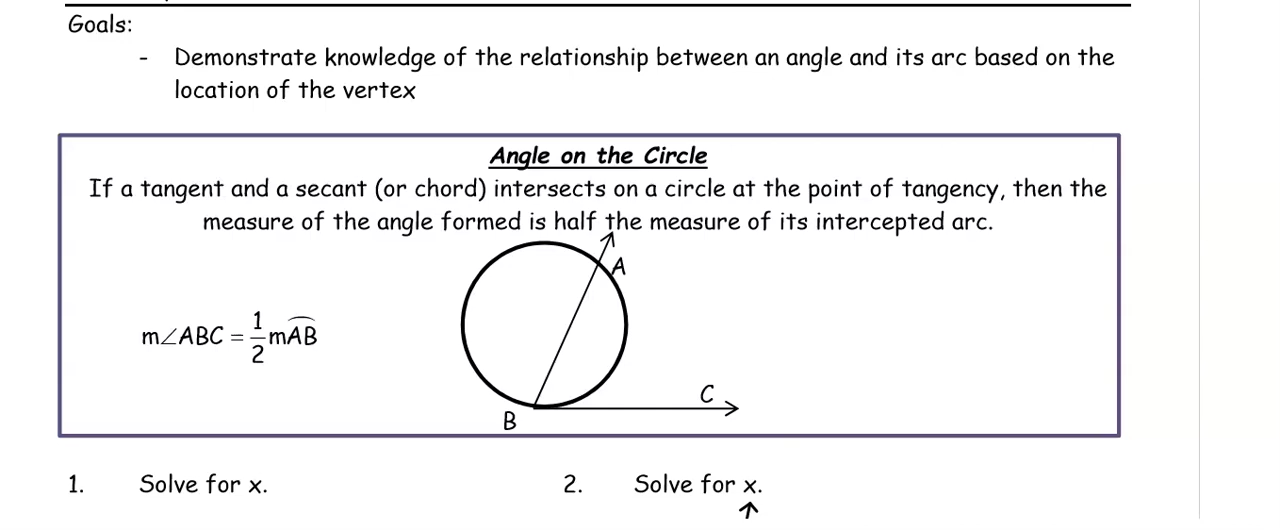 Goals:
- Demonstrate knowledge of the relationship between an angle and its arc based on the
location of the vertex
Angle on the Circle
If a tangent and a secant (or chord) intersects on a circle at the point of tangency, then the
measure of the angle formed is half the measure of its intercepted arc.
A
m∠ABC = 1/2 mAB
C
B
1. Solve for x. 2. Solve for x.